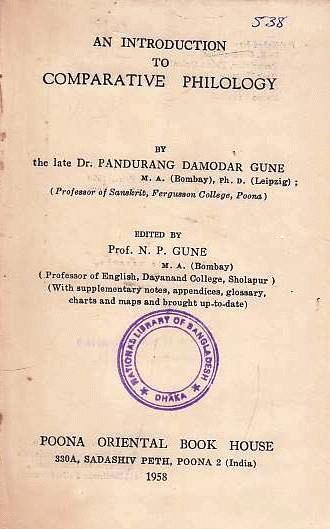 538
AN INTRODUCTION
TO
COMPARATIVE PHILOLOGY
BY
the late Dr. PANDURANG DAMODAR GUNE
M. A. (Bombay), Ph. D. (Leipzig) ;
(Professor of Sanskrit, Fergusson College, Poona)
EDITED BY
Prof. N. P. GUNE
M. A. (Bombay)
(Professor of English, Dayanand College, Sholapur)
(With supplementary notes, appendices, glossary,
charts and maps and brought up-to-date)
NATIONAL LIBRARY OF BANGLADESH
DHAKA
POONA ORIENTAL BOOK HOUSE
330A, SADASHIV PETH, POONA 2 (India)
1958